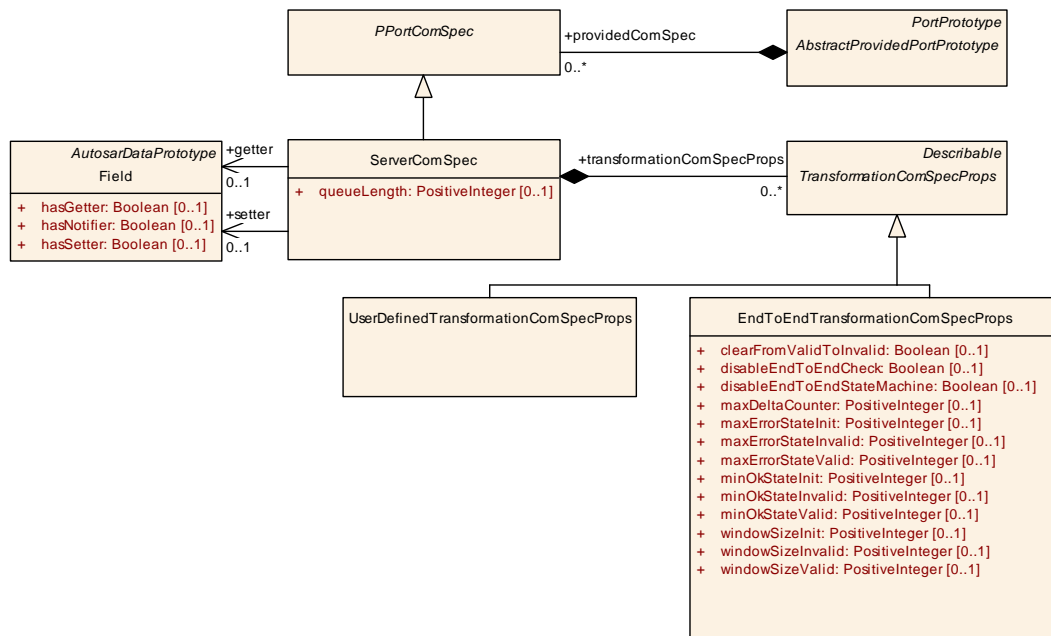 PPortComSpec
+providedComSpec
0..*
PortPrototype
AbstractProvidedPortPrototype
AutosarDataPrototype
Field
+ hasGetter: Boolean [0..1]
+ hasNotifier: Boolean [0..1]
+ hasSetter: Boolean [0..1]
+getter
0..1
+setter
0..1
ServerComSpec
+ queueLength: PositiveInteger [0..1]
+transformationComSpecProps
0..*
Describable
TransformationComSpecProps
UserDefinedTransformationComSpecProps
EndToEndTransformationComSpecProps
+ clearFromValidToInvalid: Boolean [0..1]
+ disableEndToEndCheck: Boolean [0..1]
+ disableEndToEndStateMachine: Boolean [0..1]
+ maxDeltaCounter: PositiveInteger [0..1]
+ maxErrorStateInit: PositiveInteger [0..1]
+ maxErrorStateInvalid: PositiveInteger [0..1]
+ maxErrorStateValid: PositiveInteger [0..1]
+ minOkStateInit: PositiveInteger [0..1]
+ minOkStateInvalid: PositiveInteger [0..1]
+ minOkStateValid: PositiveInteger [0..1]
+ windowSizeInit: PositiveInteger [0..1]
+ windowSizeInvalid: PositiveInteger [0..1]
+ windowSizeValid: PositiveInteger [0..1]